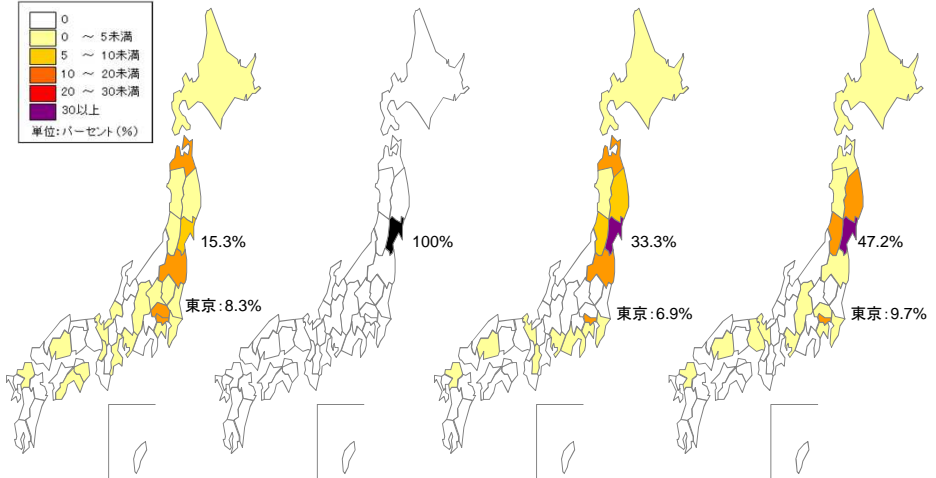 0
0 ~ 5未満
5 ~ 10未満
10 ~ 20未満
20 ~ 30未満
30以上
単位:パーセント(%)
15.3%
100%
33.3%
47.2%
東京:8.3%
東京:6.9%
東京:9.7%